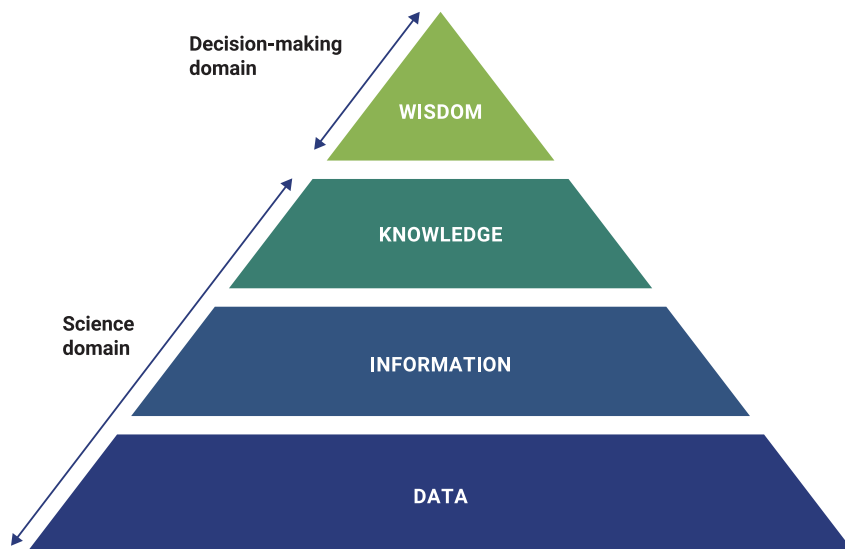 Decision-making
domain
WISDOM
KNOWLEDGE
Science
domain
INFORMATION
DATA